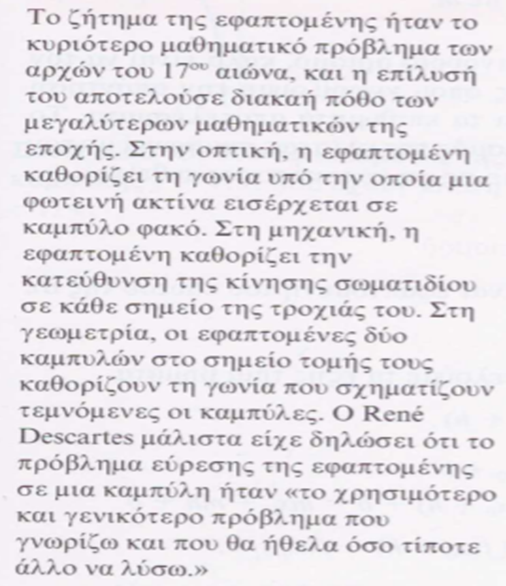 Το ζήτημα της εφαπτομένης ήταν το
κυριότερο μαθηματικό πρόβλημα των
αρχών του 17ου αιώνα, και η επίλυσή
του αποτελούσε διακαή πόθο των
μεγαλύτερων μαθηματικών της
εποχής. Στην οπτική, η εφαπτομένη
καθορίζει τη γωνία υπό την οποία μια
φωτεινή ακτίνα εισέρχεται σε
καμπύλο φακό. Στη μηχανική, η
εφαπτομένη καθορίζει την
κατεύθυνση της κίνησης σωματιδίου
σε κάθε σημείο της τροχιάς του. Στη
γεωμετρία, οι εφαπτομένες δύο
καμπυλών στο σημείο τομής τους
καθορίζουν τη γωνία που σχηματίζουν
τεμνόμενες οι καμπύλες. Ο René
Descartes μάλιστα είχε δηλώσει ότι το
πρόβλημα εύρεσης της εφαπτομένης
σε μια καμπύλη ήταν «το χρησιμότερο
και γενικότερο πρόβλημα που
γνωρίζω και που θα ήθελα όσο τίποτε
άλλο να λύσω.»